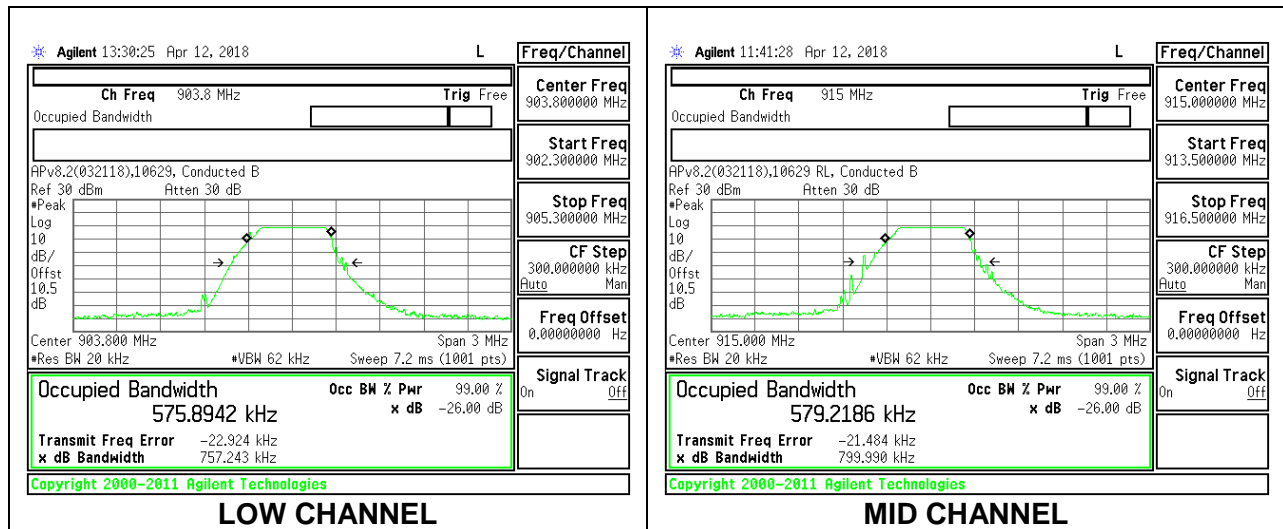 Agilent 13:30:25 Apr 12, 2018 L
Freq/Channel
Ch Freq 903.8 MHz Trig Free
Occupied Bandwidth
Center Freq
903.800000 MHz
Start Freq
902.300000 MHz
Stop Freq
905.300000 MHz
CF Step
300.000000 kHz
Auto Man
Freq Offset
0.00000000 Hz
Signal Track
On Off
APv8.2(032118),10629, Conducted B
Ref 30 dBm Atten 30 dB
#Peak
Log
10
dB/
Offst
10.5
dB
Center 903.800 MHz Span 3 MHz
#Res BW 20 kHz #VBW 62 kHz Sweep 7.2 ms (1001 pts)
Occupied Bandwidth Occ BW % Pwr 99.00 %
575.8942 kHz x dB -26.00 dB
Transmit Freq Error -22.924 kHz
x dB Bandwidth 757.243 kHz
Copyright 2000-2011 Agilent Technologies
LOW CHANNEL
Agilent 11:41:28 Apr 12, 2018 L
Freq/Channel
Ch Freq 915 MHz Trig Free
Occupied Bandwidth
Center Freq
915.000000 MHz
Start Freq
913.500000 MHz
Stop Freq
916.500000 MHz
CF Step
300.000000 kHz
Auto Man
Freq Offset
0.00000000 Hz
Signal Track
On Off
APv8.2(032118),10629 RL, Conducted B
Ref 30 dBm Atten 30 dB
#Peak
Log
10
dB/
Offst
10.5
dB
Center 915.000 MHz Span 3 MHz
#Res BW 20 kHz #VBW 62 kHz Sweep 7.2 ms (1001 pts)
Occupied Bandwidth Occ BW % Pwr 99.00 %
579.2186 kHz x dB -26.00 dB
Transmit Freq Error -21.484 kHz
x dB Bandwidth 799.990 kHz
Copyright 2000-2011 Agilent Technologies
MID CHANNEL